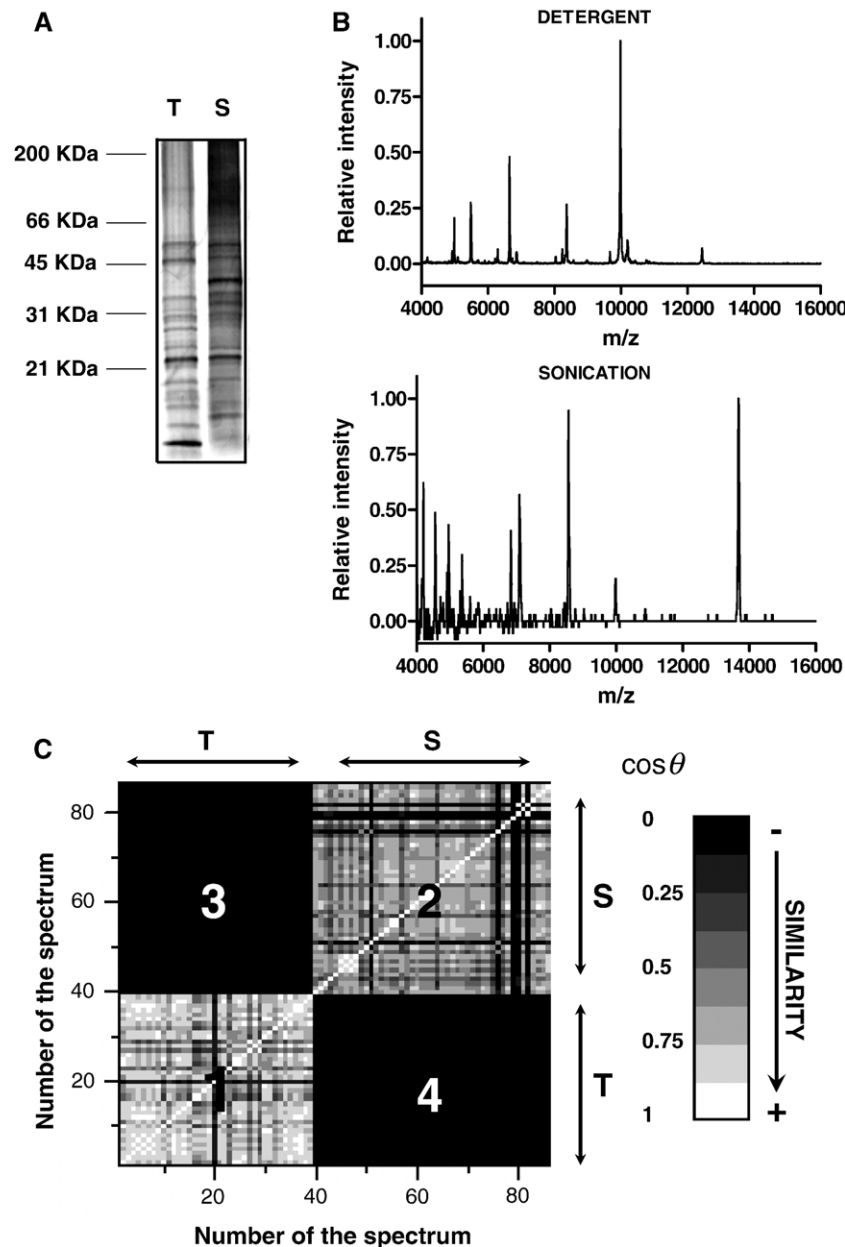 A
T S
200 KDa
66 KDa
45 KDa
31 KDa
21 KDa
B
DETERGENT
Relative intensity
1.00
0.75
0.50
0.25
0.00
4000 6000 8000 10000 12000 14000 16000
m/z
SONICATION
Relative intensity
1.00
0.75
0.50
0.25
0.00
4000 6000 8000 10000 12000 14000 16000
m/z
C
T S
Number of the spectrum
80
60
40
20
3 2
1 4
S
T
20 40 60 80
Number of the spectrum
cosθ
0
0.25
0.5
0.75
1
-
SIMILARITY
+